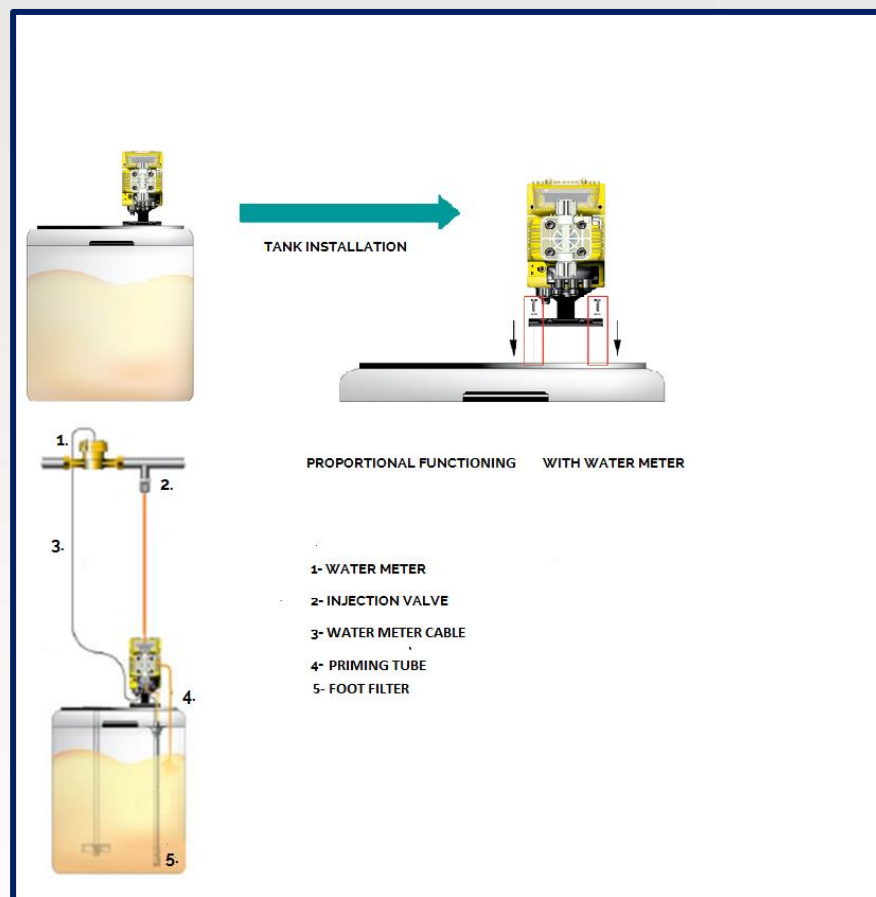 TANK INSTALLATION
PROPORTIONAL FUNCTIONING WITH WATER METER
1.
2.
3.
4.
5.
1- WATER METER
2- INJECTION VALVE
3- WATER METER CABLE
4- PRIMING TUBE
5- FOOT FILTER